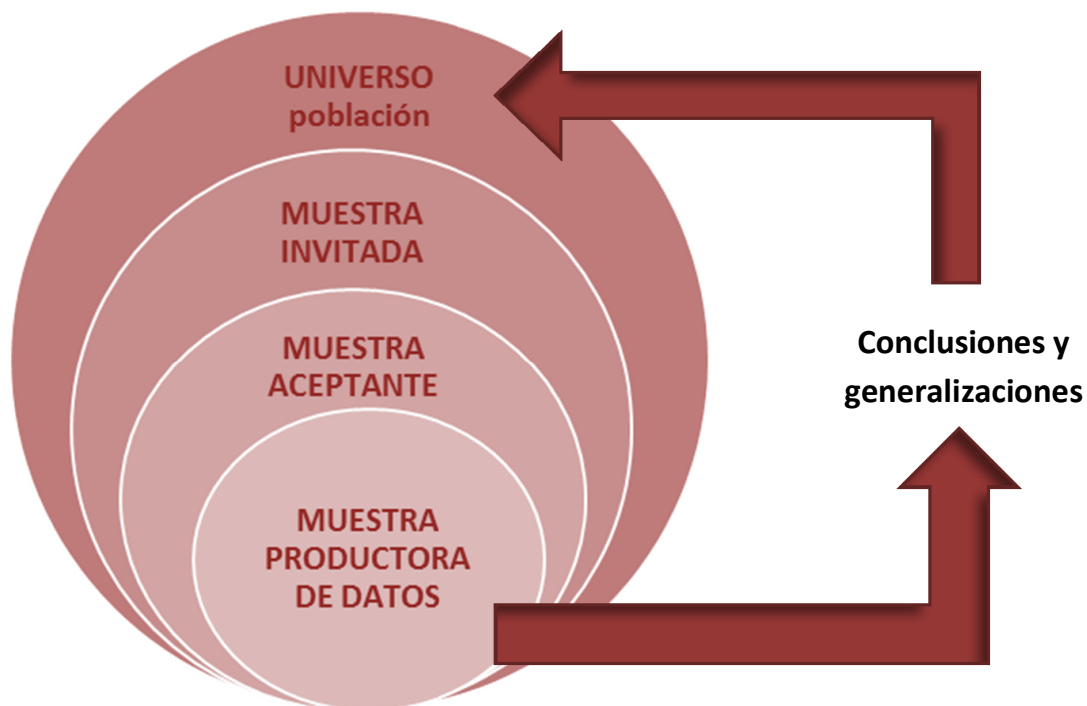 UNIVERSO
población
MUESTRA
INVITADA
MUESTRA
ACEPTANTE
MUESTRA
PRODUCTORA
DE DATOS
Conclusiones y
generalizaciones